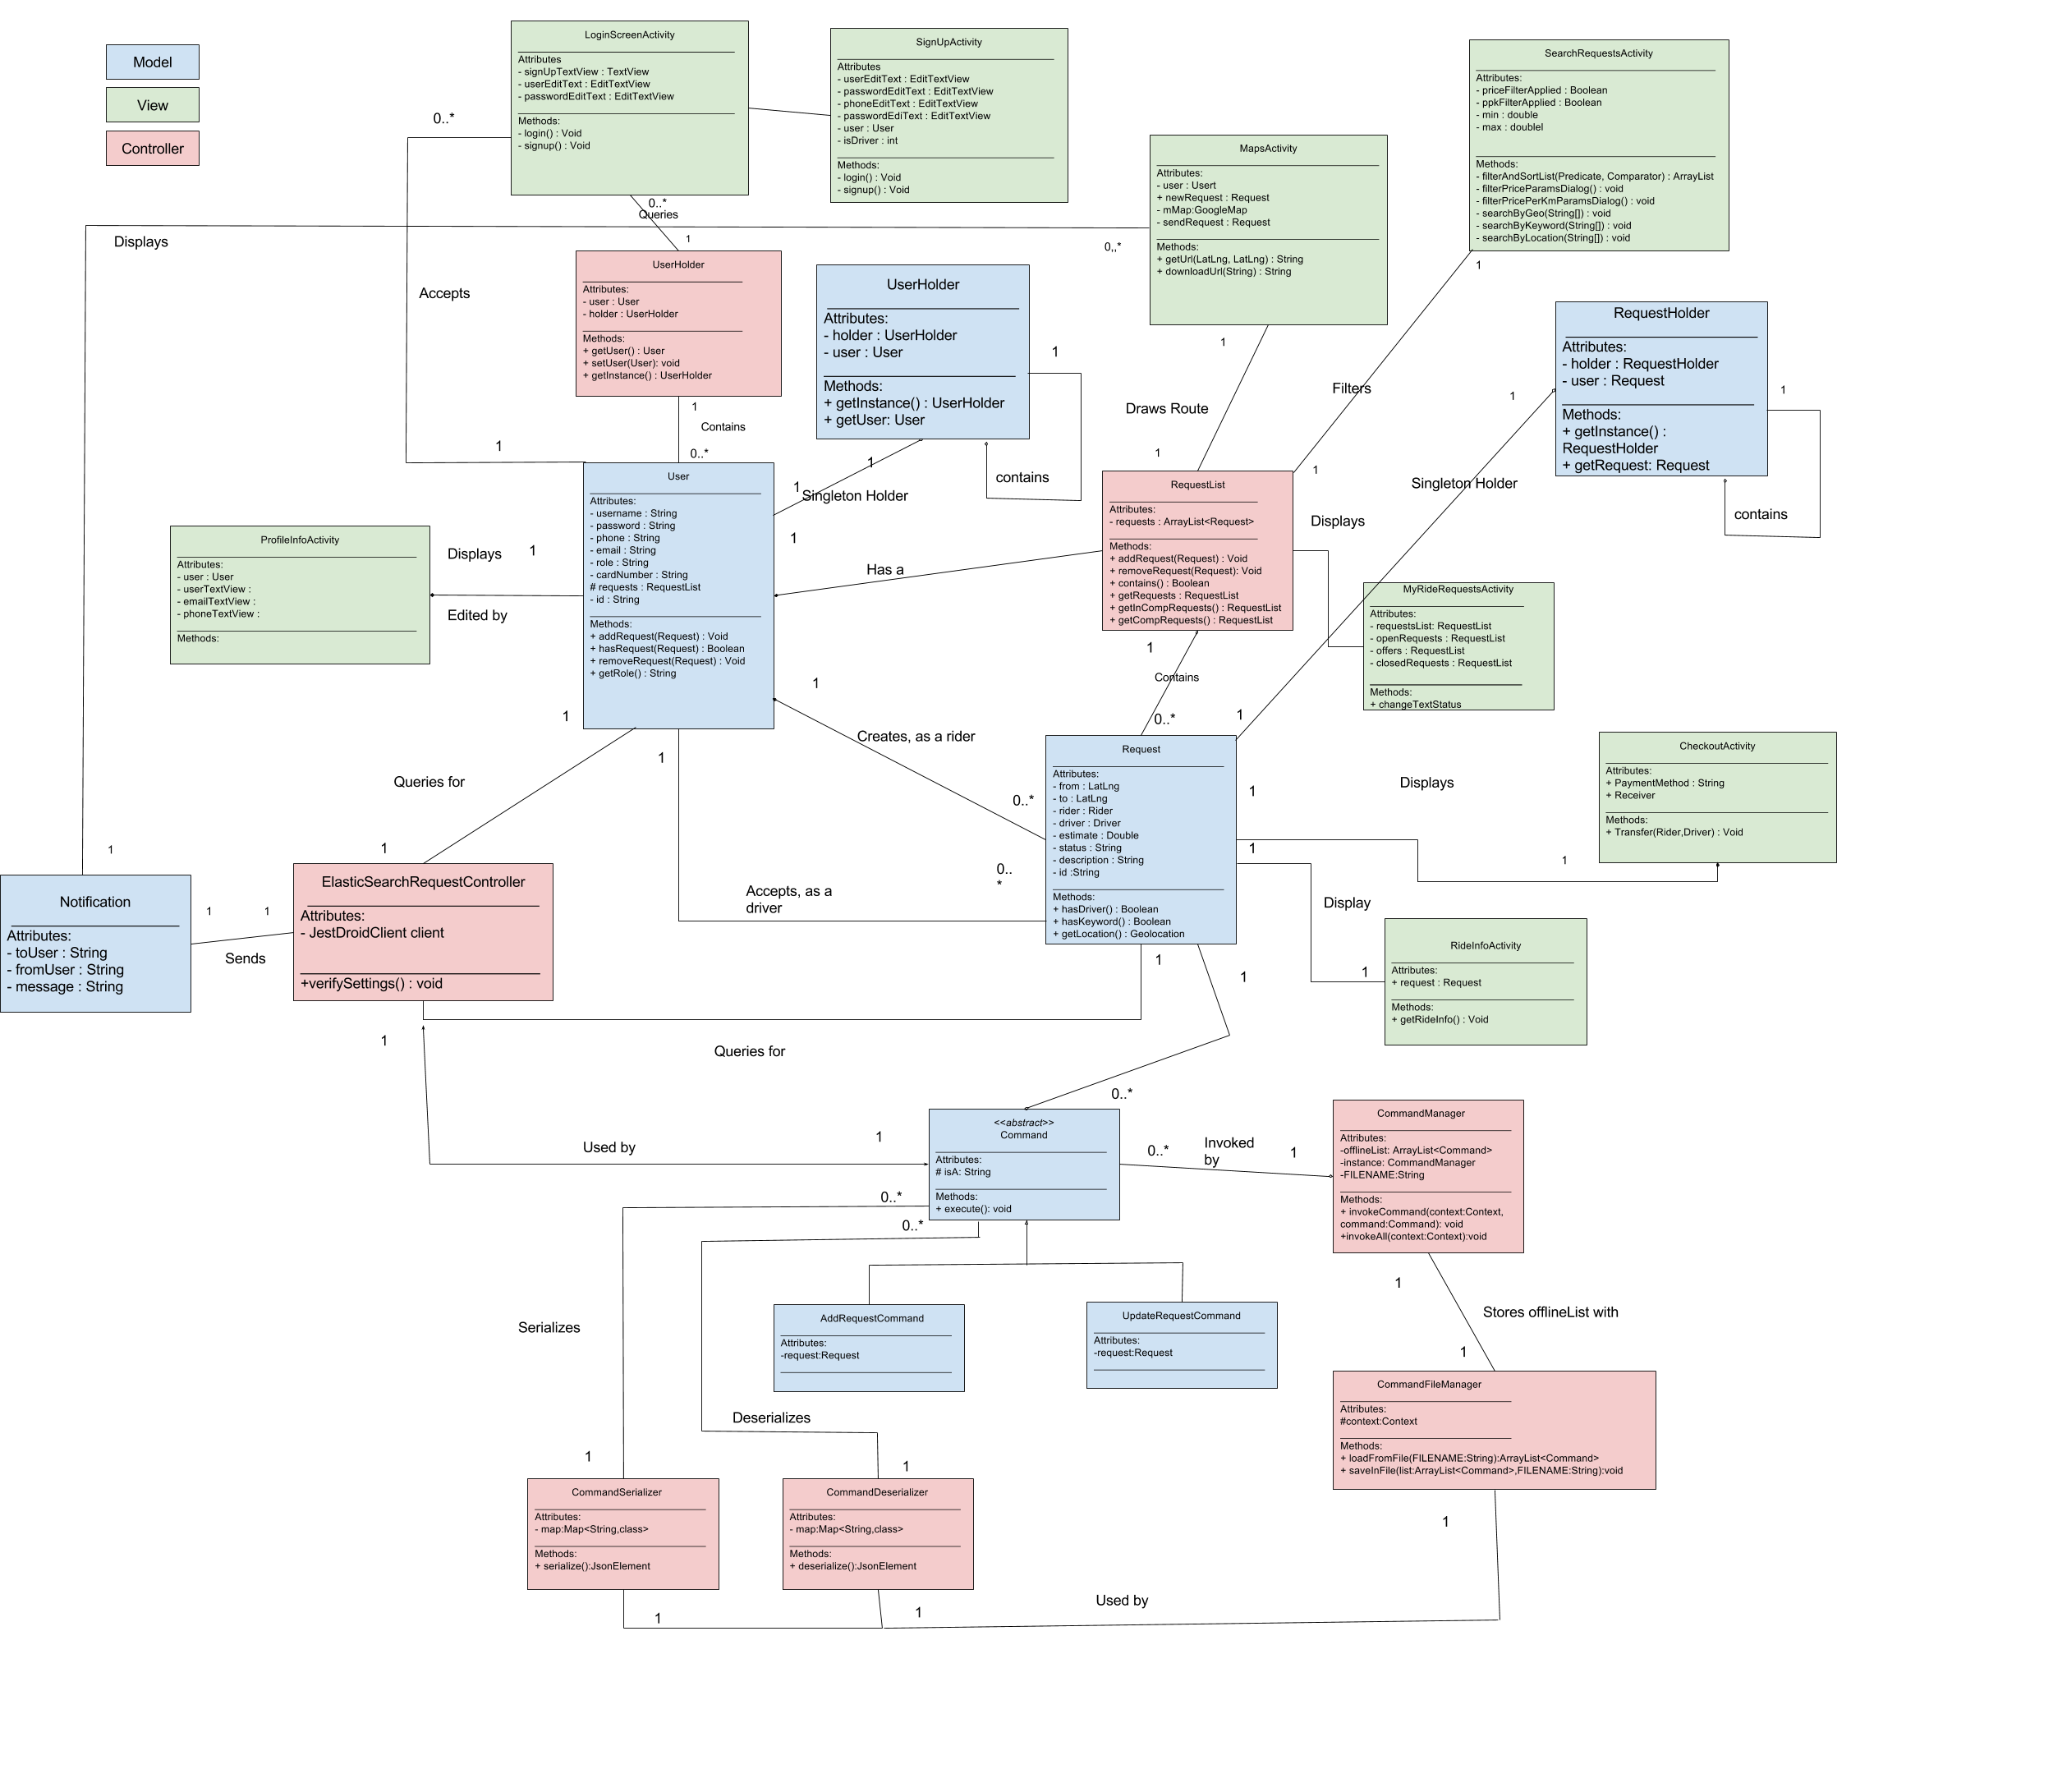 Model
View
Controller
LoginScreenActivity
Attributes
- signUpTextView : TextView
- userEditText : EditTextView
- passwordEditText : EditTextView
Methods:
- login() : Void
- signup() : Void
SignUpActivity
Attributes
- userEditText : EditTextView
- passwordEditText : EditTextView
- phoneEditText : EditTextView
- passwordEdiText : EditTextView
- user : User
- isDriver : int
Methods:
- login() : Void
- signup() : Void
SearchRequestsActivity
Attributes:
- priceFilterApplied : Boolean
- ppkFilterApplied : Boolean
- min : double
- max : doublel
Methods:
- filterAndSortList(Predicate, Comparator) : ArrayList
- filterPriceParamsDialog() : void
- filterPricePerKmParamsDialog() : void
- searchByGeo(String[]) : void
- searchByKeyword(String[]) : void
- searchByLocation(String[]) : void
MapsActivity
Attributes:
- user : Usert
+ newRequest : Request
- mMap:GoogleMap
- sendRequest : Request
Methods:
+ getUrl(LatLng, LatLng) : String
+ downloadUrl(String) : String
0..*
0..*
Queries
1
Displays
0,,*
Accepts
1
UserHolder
Attributes:
- user : User
- holder : UserHolder
Methods:
+ getUser() : User
+ setUser(User): void
+ getInstance() : UserHolder
1
Contains
0..*
UserHolder
Attributes:
- holder : UserHolder
- user : User
Methods:
+ getInstance() : UserHolder
+ getUser: User
1
contains
1
1
Singleton Holder
1
Draws Route
1
1
Filters
1
RequestHolder
Attributes:
- holder : RequestHolder
- user : Request
Methods:
+ getInstance() :
RequestHolder
+ getRequest: Request
1
1
contains
Singleton Holder
1
User
Attributes:
- username : String
- password : String
- phone : String
- email : String
- role : String
- cardNumber : String
# requests : RequestList
- id : String
Methods:
+ addRequest(Request) : Void
+ hasRequest(Request) : Boolean
+ removeRequest(Request) : Void
+ getRole() : String
RequestList
Attributes:
- requests : ArrayList<Request>
Methods:
+ addRequest(Request) : Void
+ removeRequest(Request): Void
+ contains() : Boolean
+ getRequests : RequestList
+ getInCompRequests() : RequestList
+ getCompRequests() : RequestList
Displays
ProfileInfoActivity
Attributes:
- user : User
- userTextView :
- emailTextView :
- phoneTextView :
Methods:
Displays
1
Edited by
1
Has a
MyRideRequestsActivity
Attributes:
- requestsList: RequestList
- openRequests : RequestList
- offers : RequestList
- closedRequests : RequestList
Methods:
+ changeTextStatus
1
Contains
0..*
1
Creates, as a rider
0..*
1
Queries for
1
1
Accepts, as a
driver
0..
*
Request
Attributes:
- from : LatLng
- to : LatLng
- rider : Rider
- driver : Driver
- estimate : Double
- status : String
- description : String
- id :String
Methods:
+ hasDriver() : Boolean
+ hasKeyword() : Boolean
+ getLocation() : Geolocation
1
Displays
1
CheckoutActivity
Attributes:
+ PaymentMethod : String
+ Receiver
Methods:
+ Transfer(Rider,Driver) : Void
1
Display
1
RideInfoActivity
Attributes:
+ request : Request
Methods:
+ getRideInfo() : Void
1
Notification
Attributes:
- toUser : String
- fromUser : String
- message : String
1
1
Sends
ElasticSearchRequestController
Attributes:
- JestDroidClient client
+verifySettings() : void
1
1
1
Queries for
0..*
Used by
1
<<abstract>>
Command
Attributes:
# isA: String
Methods:
+ execute(): void
0..*
Invoked
by
1
CommandManager
Attributes:
-offlineList: ArrayList<Command>
-instance: CommandManager
-FILENAME:String
Methods:
+ invokeCommand(context:Context,
command:Command): void
+invokeAll(context:Context):void
0..*
0..*
AddRequestCommand
Attributes:
-request:Request
UpdateRequestCommand
Attributes:
-request:Request
1
Stores offlineList with
1
Serializes
1
Deserializes
1
CommandFileManager
Attributes:
#context:Context
Methods:
+ loadFromFile(FILENAME:String):ArrayList<Command>
+ saveInFile(list:ArrayList<Command>,FILENAME:String):void
CommandSerializer
Attributes:
- map:Map<String,class>
Methods:
+ serialize():JsonElement
CommandDeserializer
Attributes:
- map:Map<String,class>
Methods:
+ deserialize():JsonElement
1
1
1
Used by